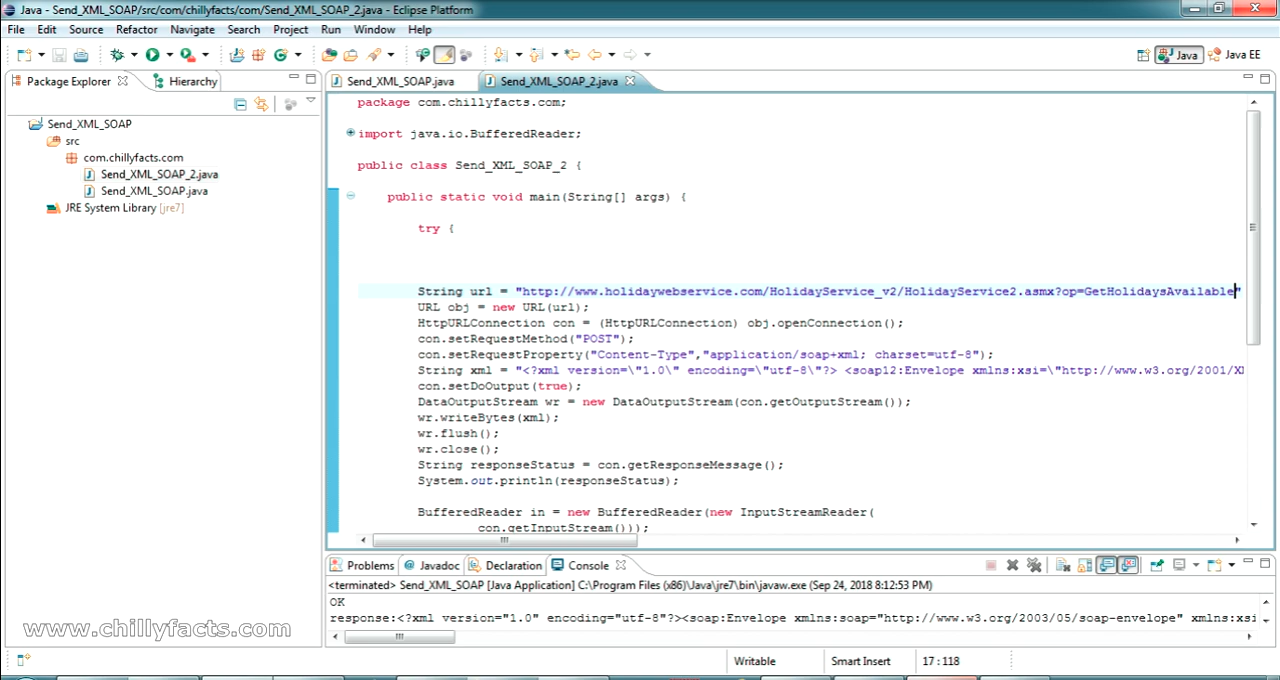 Java - Send_XML_SOAP/src/com/chillyfacts/com/Send_XML_SOAP_2.java - Eclipse Platform
File Edit Source Refactor Navigate Search Project Run Window Help
Java Java EE
Package Explorer Hierarchy
Send_XML_SOAP
src
com.chillyfacts.com
Send_XML_SOAP_2.java
Send_XML_SOAP.java
JRE System Library [jre7]
Send_XML_SOAP.java Send_XML_SOAP_2.java
package com.chillyfacts.com;
import java.io.BufferedReader;
public class Send_XML_SOAP_2 {
public static void main(String[] args) {
try {
String url = "http://www.holidaywebservice.com/HolidayService_v2/HolidayService2.asmx?op=GetHolidaysAvailable"
URL obj = new URL(url);
HttpURLConnection con = (HttpURLConnection) obj.openConnection();
con.setRequestMethod("POST");
con.setRequestProperty("Content-Type","application/soap+xml; charset=utf-8");
String xml = "<?xml version=\"1.0\" encoding=\"utf-8\"?> <soap12:Envelope xmlns:xsi=\"http://www.w3.org/2001/XM
con.setDoOutput(true);
DataOutputStream wr = new DataOutputStream(con.getOutputStream());
wr.writeBytes(xml);
wr.flush();
wr.close();
String responseStatus = con.getResponseMessage();
System.out.println(responseStatus);
BufferedReader in = new BufferedReader(new InputStreamReader(
con.getInputStream()));
Problems Javadoc Declaration Console
<terminated> Send_XML_SOAP [Java Application] C:\Program Files (x86)\Java\jre7\bin\javaw.exe (Sep 24, 2018 8:12:53 PM)
OK
response:<?xml version="1.0" encoding="utf-8"?><soap:Envelope xmlns:soap="http://www.w3.org/2003/05/soap-envelope" xmlns:xsi
www.chillyfacts.com
Writable Smart Insert 17 : 118